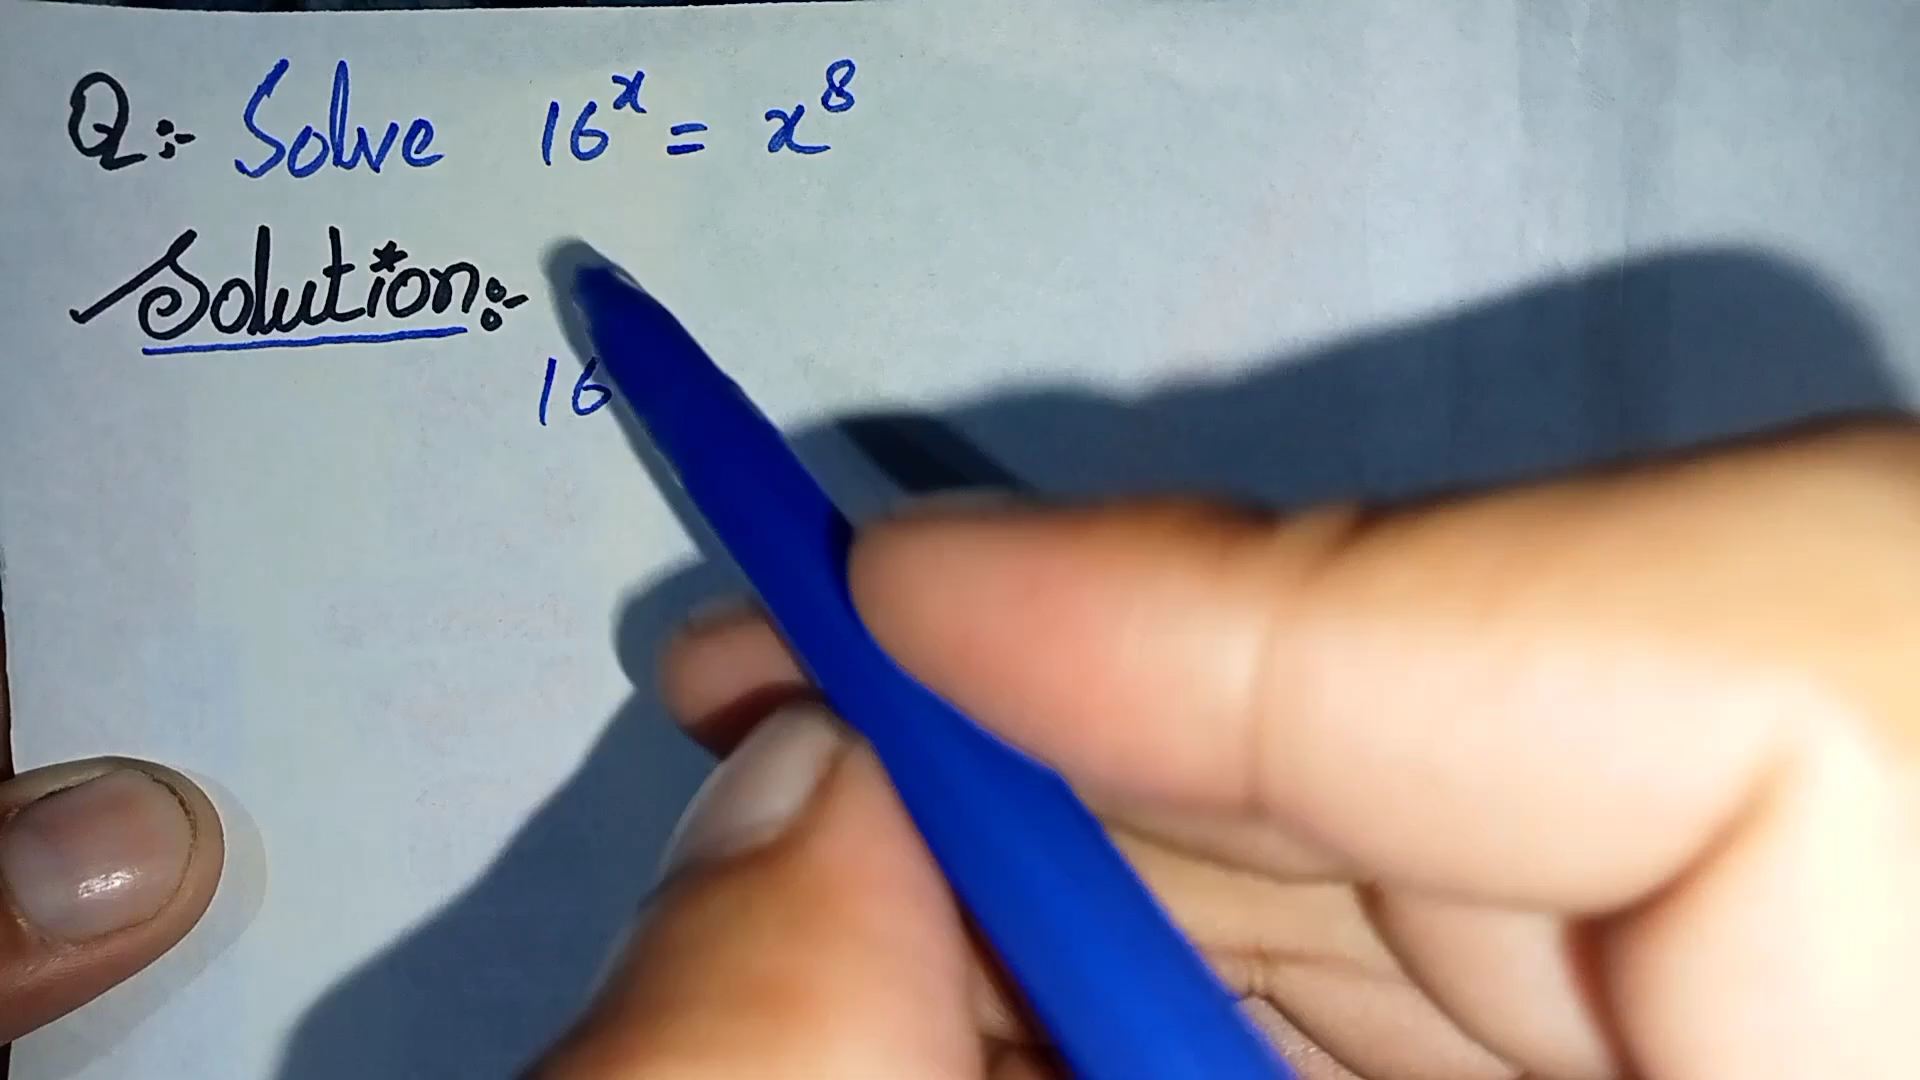 Q:- Solve 16^x = x^8
Solution:-
16